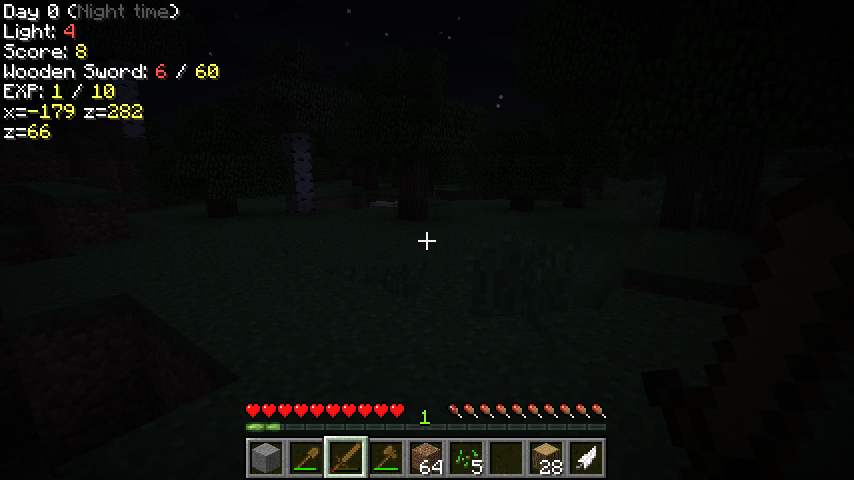 Day 0 (Night time)
Light: 4
Score: 8
Wooden Sword: 6 / 60
EXP: 1 / 10
x=-179 z=282
z=66
1
64 5 28